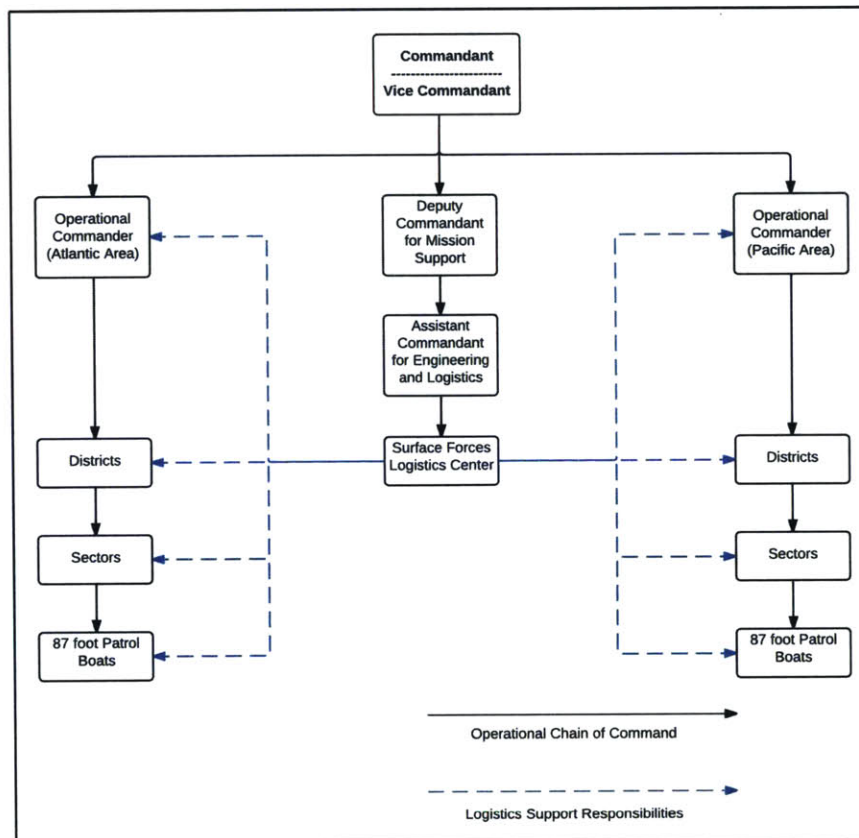 Commandant
Vice Commandant
Operational
Commander
(Atlantic Area)
Deputy
Commandant
for Mission
Support
Operational
Commander
(Pacific Area)
Assistant
Commandant
for Engineering
and Logistics
Districts
Surface Forces
Logistics Center
Districts
Sectors
Sectors
87 foot Patrol
Boats
87 foot Patrol
Boats
Operational Chain of Command
Logistics Support Responsibilities